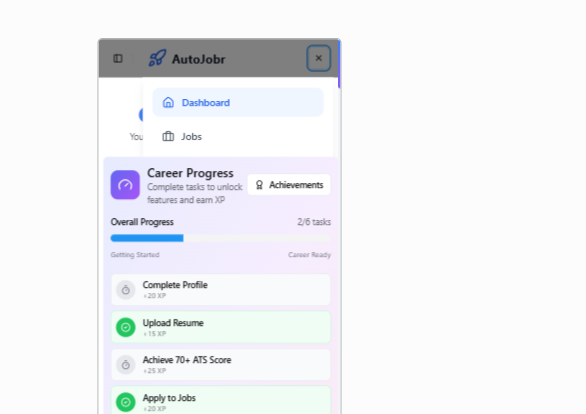 AutoJobr
Dashboard
You
Jobs
Career Progress
Complete tasks to unlock
features and earn XP
Achievements
Overall Progress
2/6 tasks
Getting Started
Career Ready
Complete Profile
+20 XP
Upload Resume
+15 XP
Achieve 70+ ATS Score
+25 XP
Apply to Jobs
+20 XP